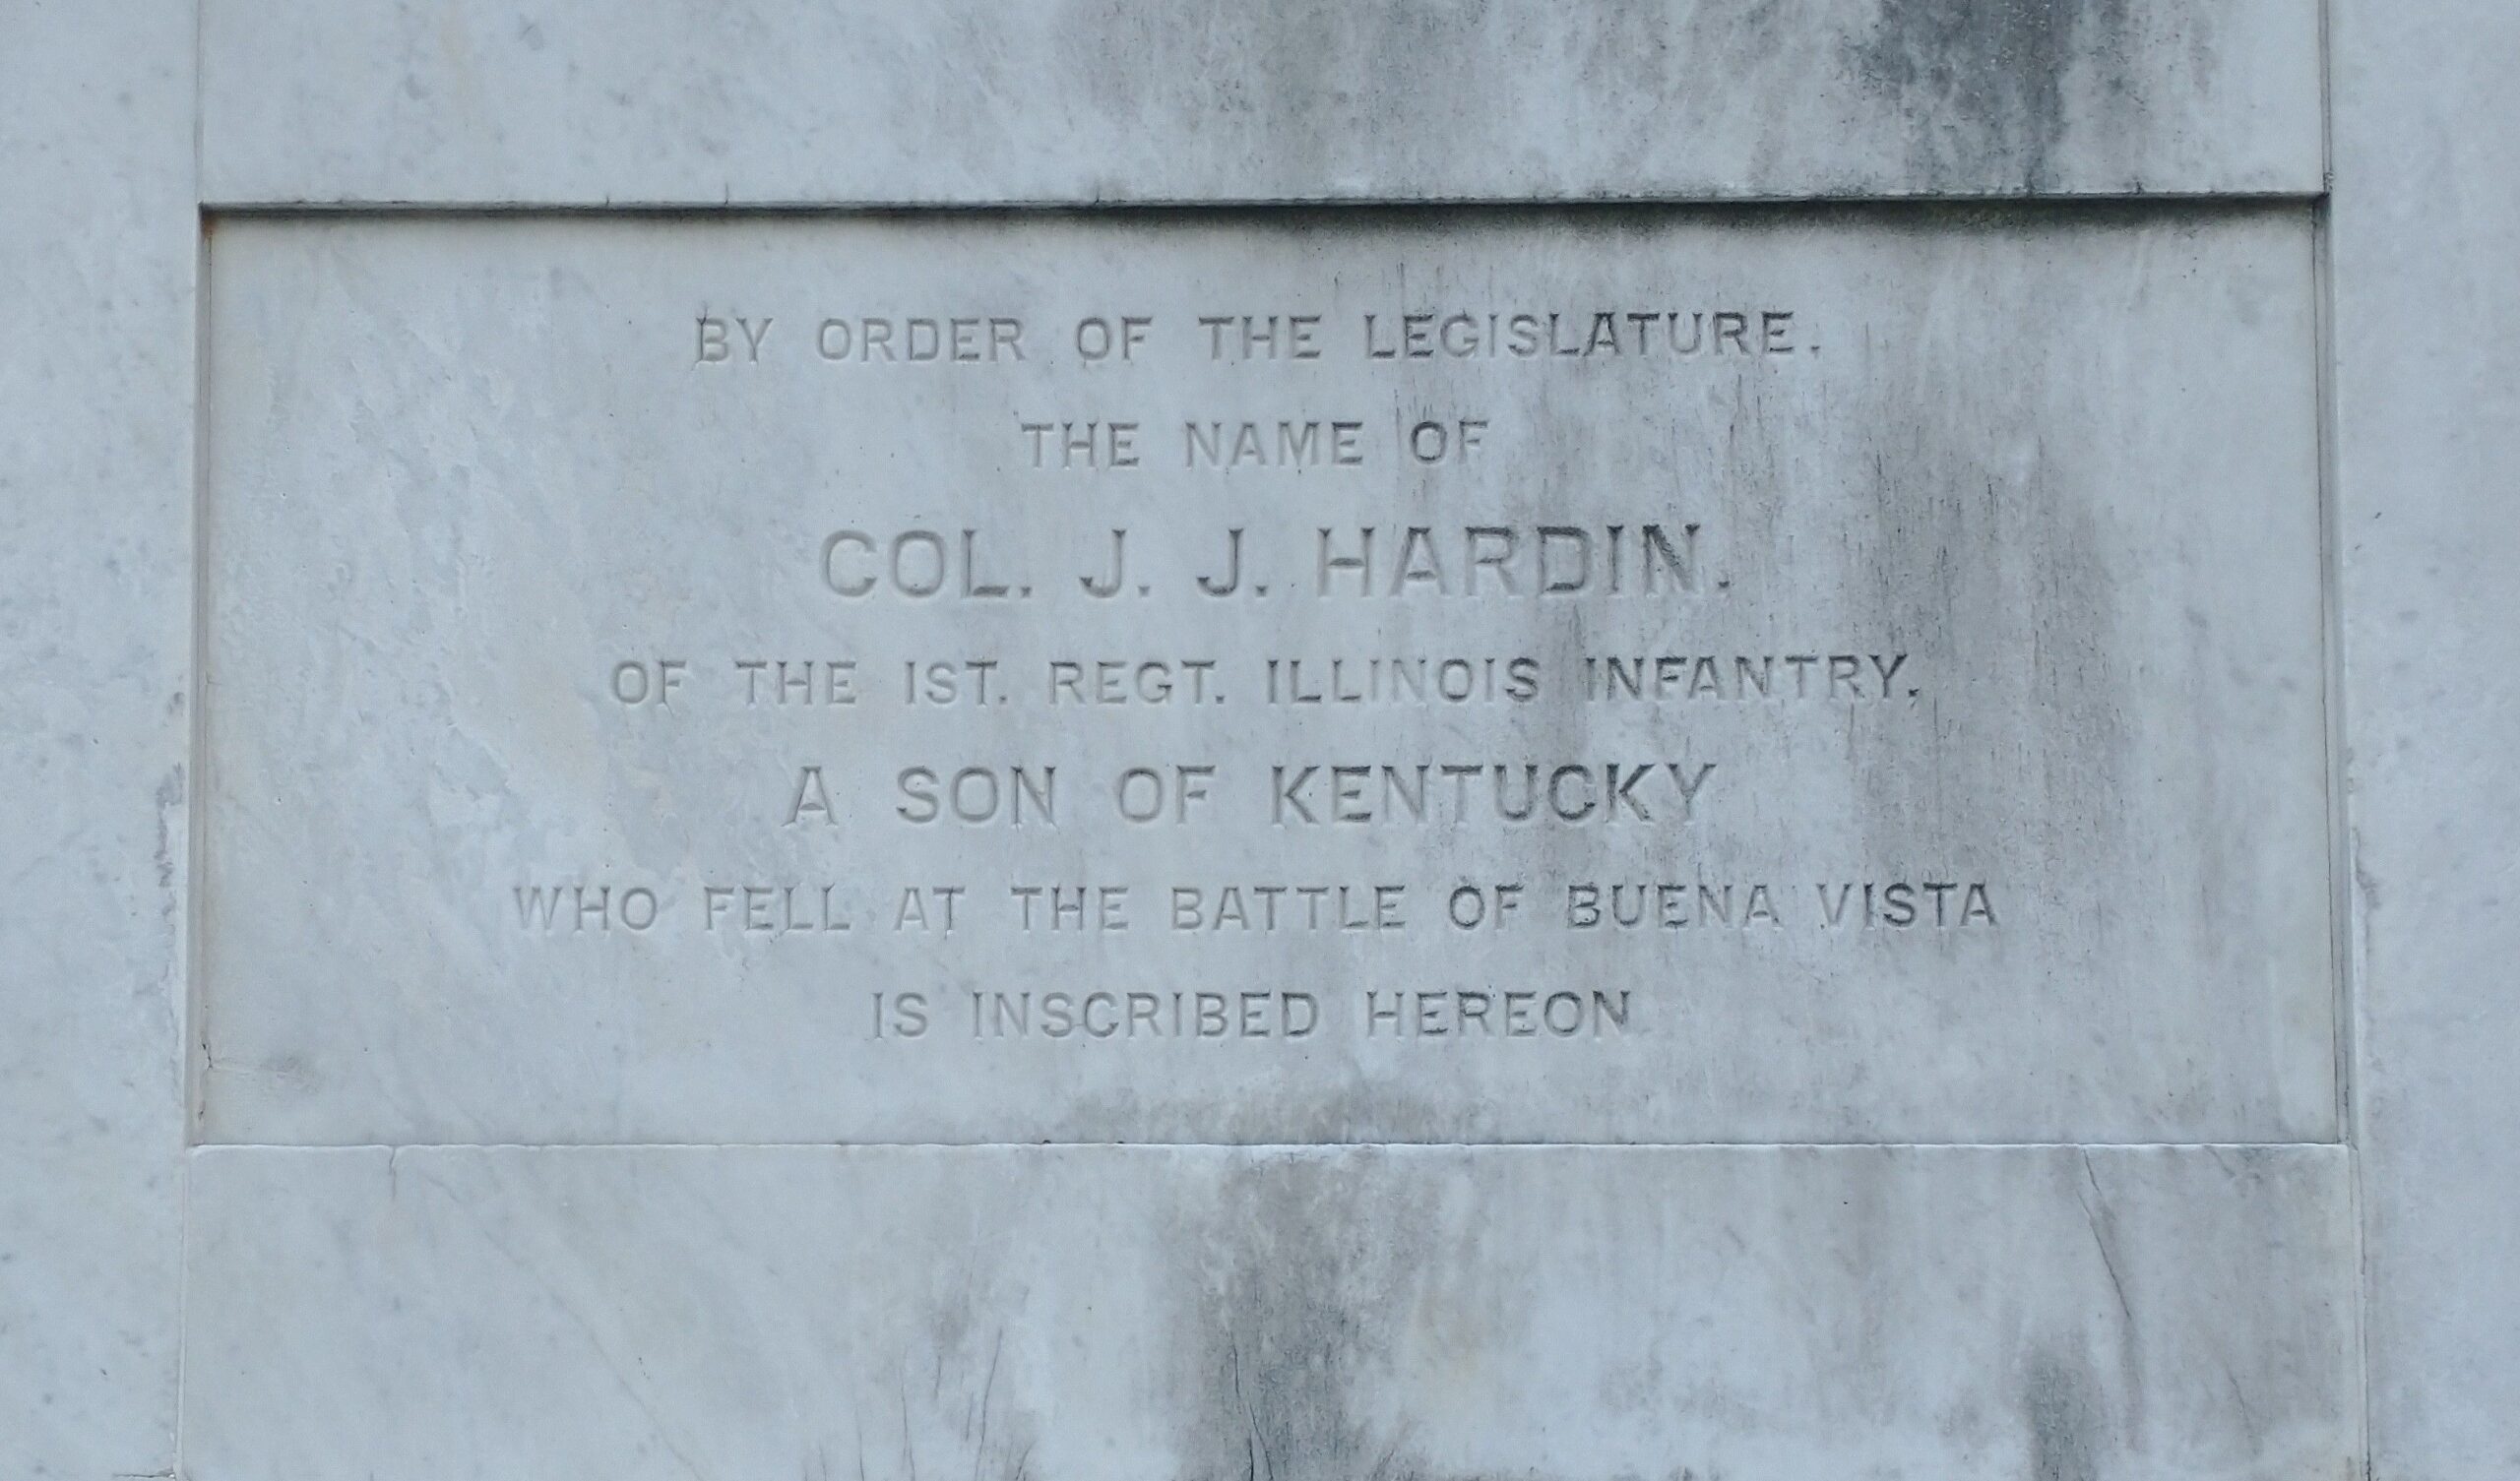 BY ORDER OF THE LEGISLATURE.
THE NAME OF
COL. J. J. HARDIN.
OF THE 1ST. REGT. ILLINOIS INFANTRY,
A SON OF KENTUCKY
WHO FELL AT THE BATTLE OF BUENA VISTA
IS INSCRIBED HEREON